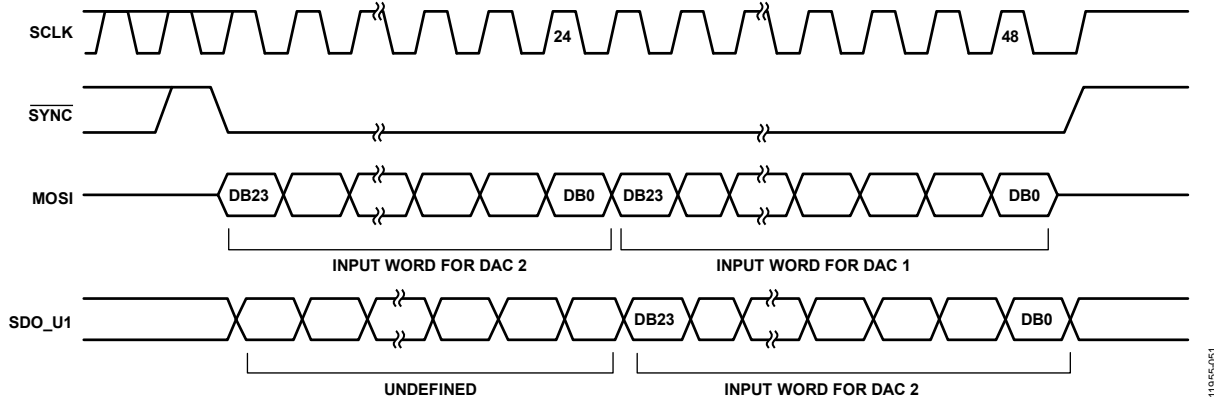 SCLK
24
48
SYNC
MOSI
DB23
DB0
DB23
DB0
INPUT WORD FOR DAC 2
INPUT WORD FOR DAC 1
SDO_U1
DB23
DB0
UNDEFINED
INPUT WORD FOR DAC 2
11955-051